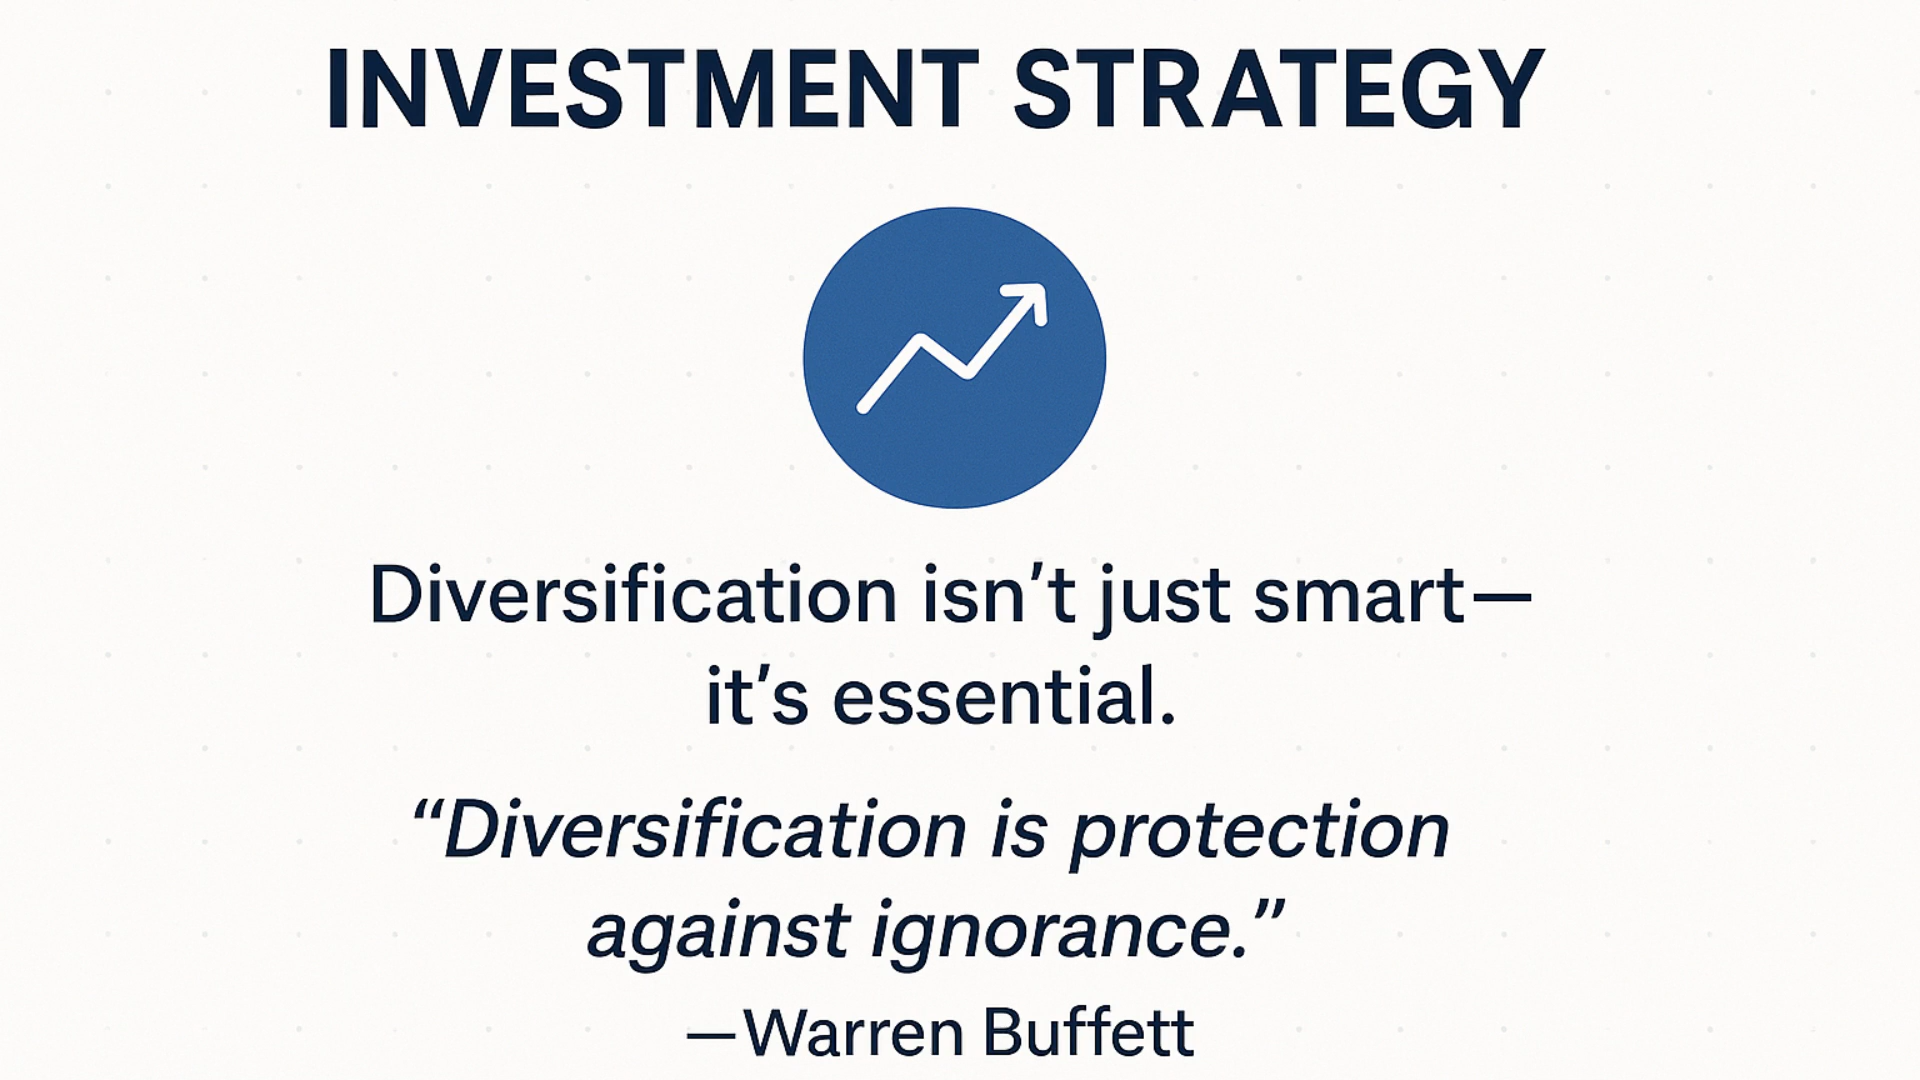 INVESTMENT STRATEGY
Diversification isn’t just smart—
it’s essential.
“Diversification is protection
against ignorance.”
—Warren Buffett